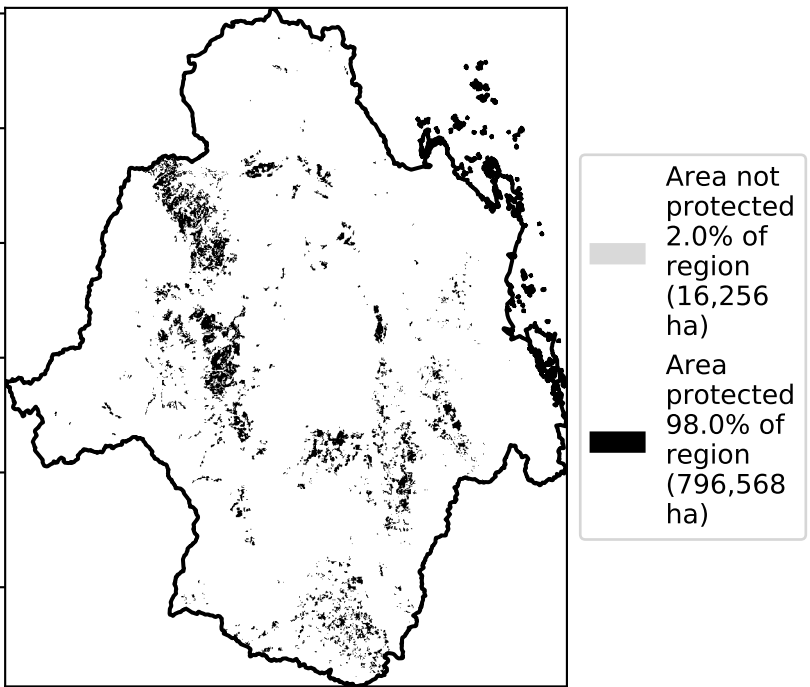 Area not
protected
2.0% of
region
(16,256
ha)
Area
protected
98.0% of
region
(796,568
ha)